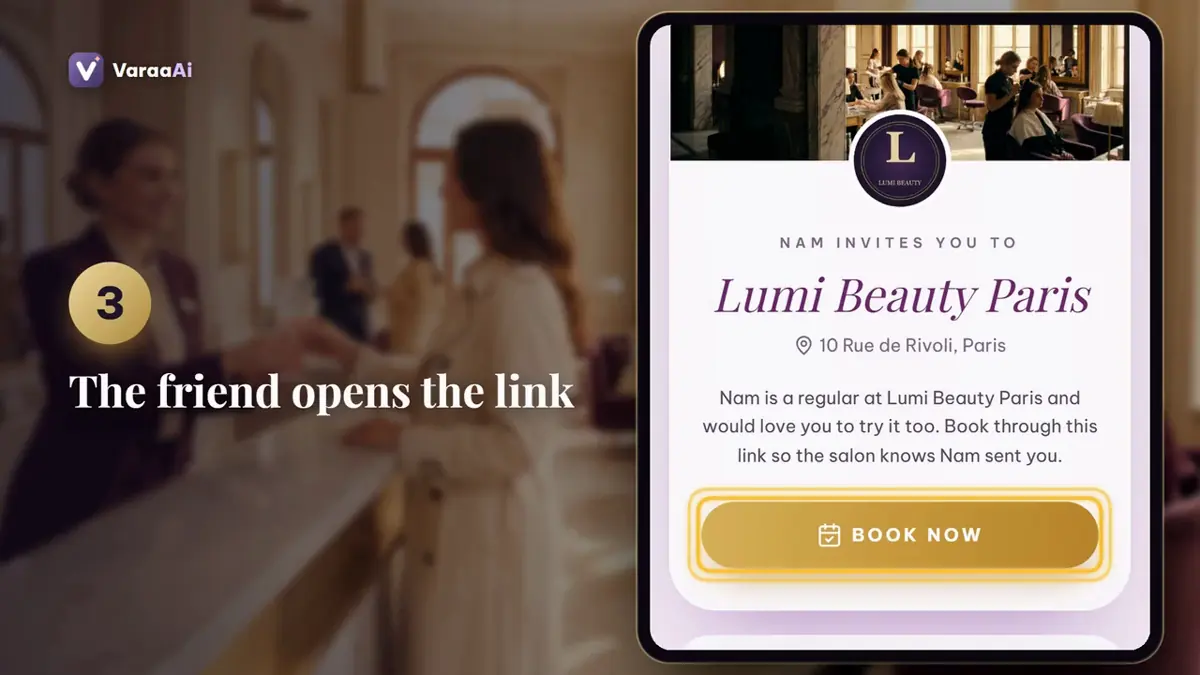 VaraaAi
3
The friend opens the link
L
LUMI BEAUTY
NAM INVITES YOU TO
Lumi Beauty Paris
10 Rue de Rivoli, Paris
Nam is a regular at Lumi Beauty Paris and
would love you to try it too. Book through this
link so the salon knows Nam sent you.
BOOK NOW